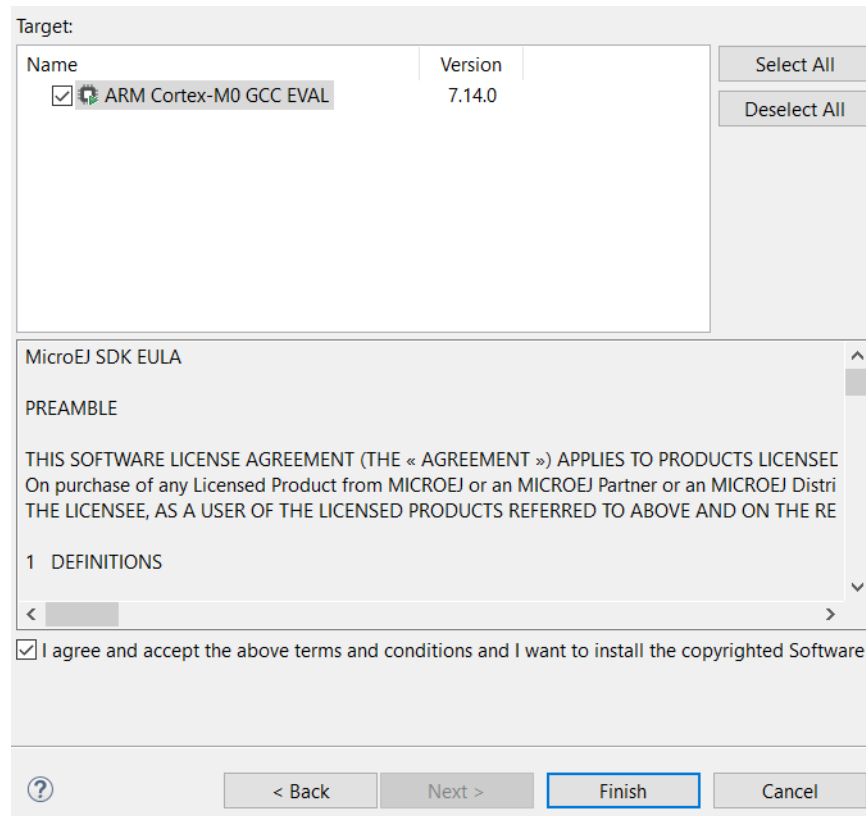 Target:
Name Version
ARM Cortex-M0 GCC EVAL 7.14.0
Select All
Deselect All
MicroEJ SDK EULA
PREAMBLE
THIS SOFTWARE LICENSE AGREEMENT (THE « AGREEMENT ») APPLIES TO PRODUCTS LICENSED
On purchase of any Licensed Product from MICROEJ or an MICROEJ Partner or an MICROEJ Distri
THE LICENSEE, AS A USER OF THE LICENSED PRODUCTS REFERRED TO ABOVE AND ON THE RE
1 DEFINITIONS
I agree and accept the above terms and conditions and I want to install the copyrighted Software
? < Back Next > Finish Cancel